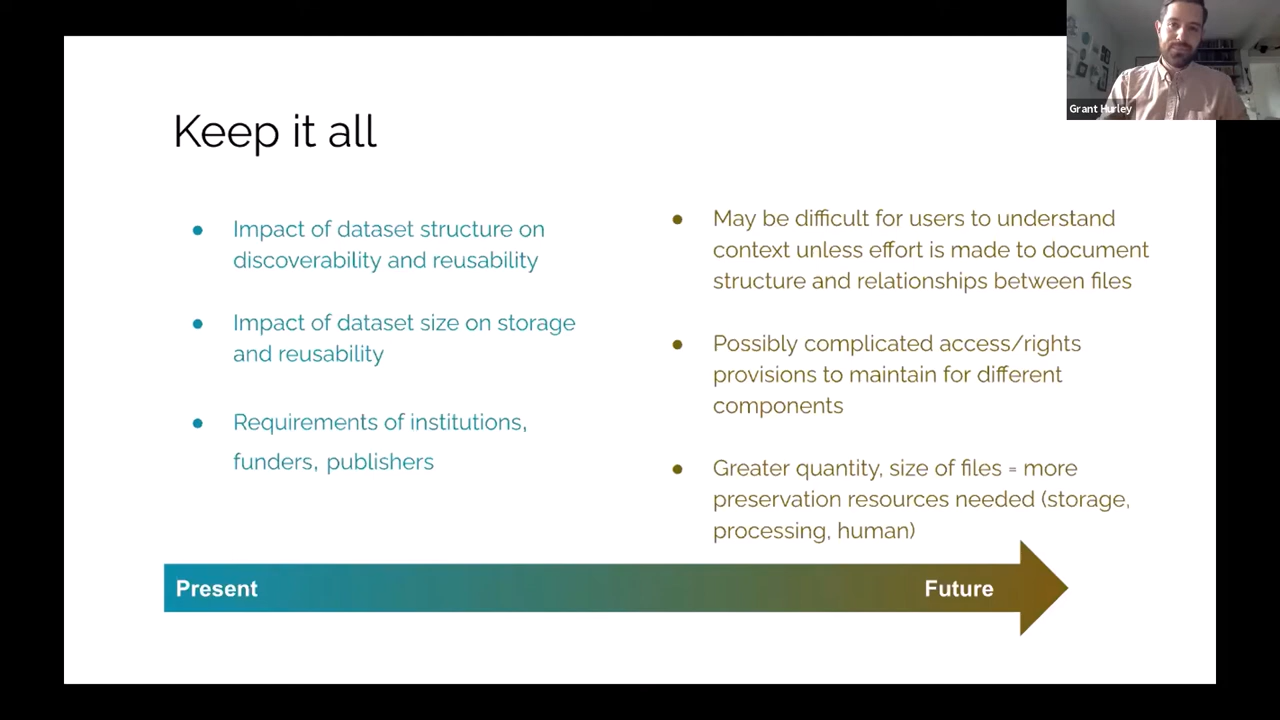 Grant Hurley
Keep it all
● Impact of dataset structure on
discoverability and reusability
● Impact of dataset size on storage
and reusability
● Requirements of institutions,
funders, publishers
● May be difficult for users to understand
context unless effort is made to document
structure and relationships between files
● Possibly complicated access/rights
provisions to maintain for different
components
● Greater quantity, size of files = more
preservation resources needed (storage,
processing, human)
Present
Future